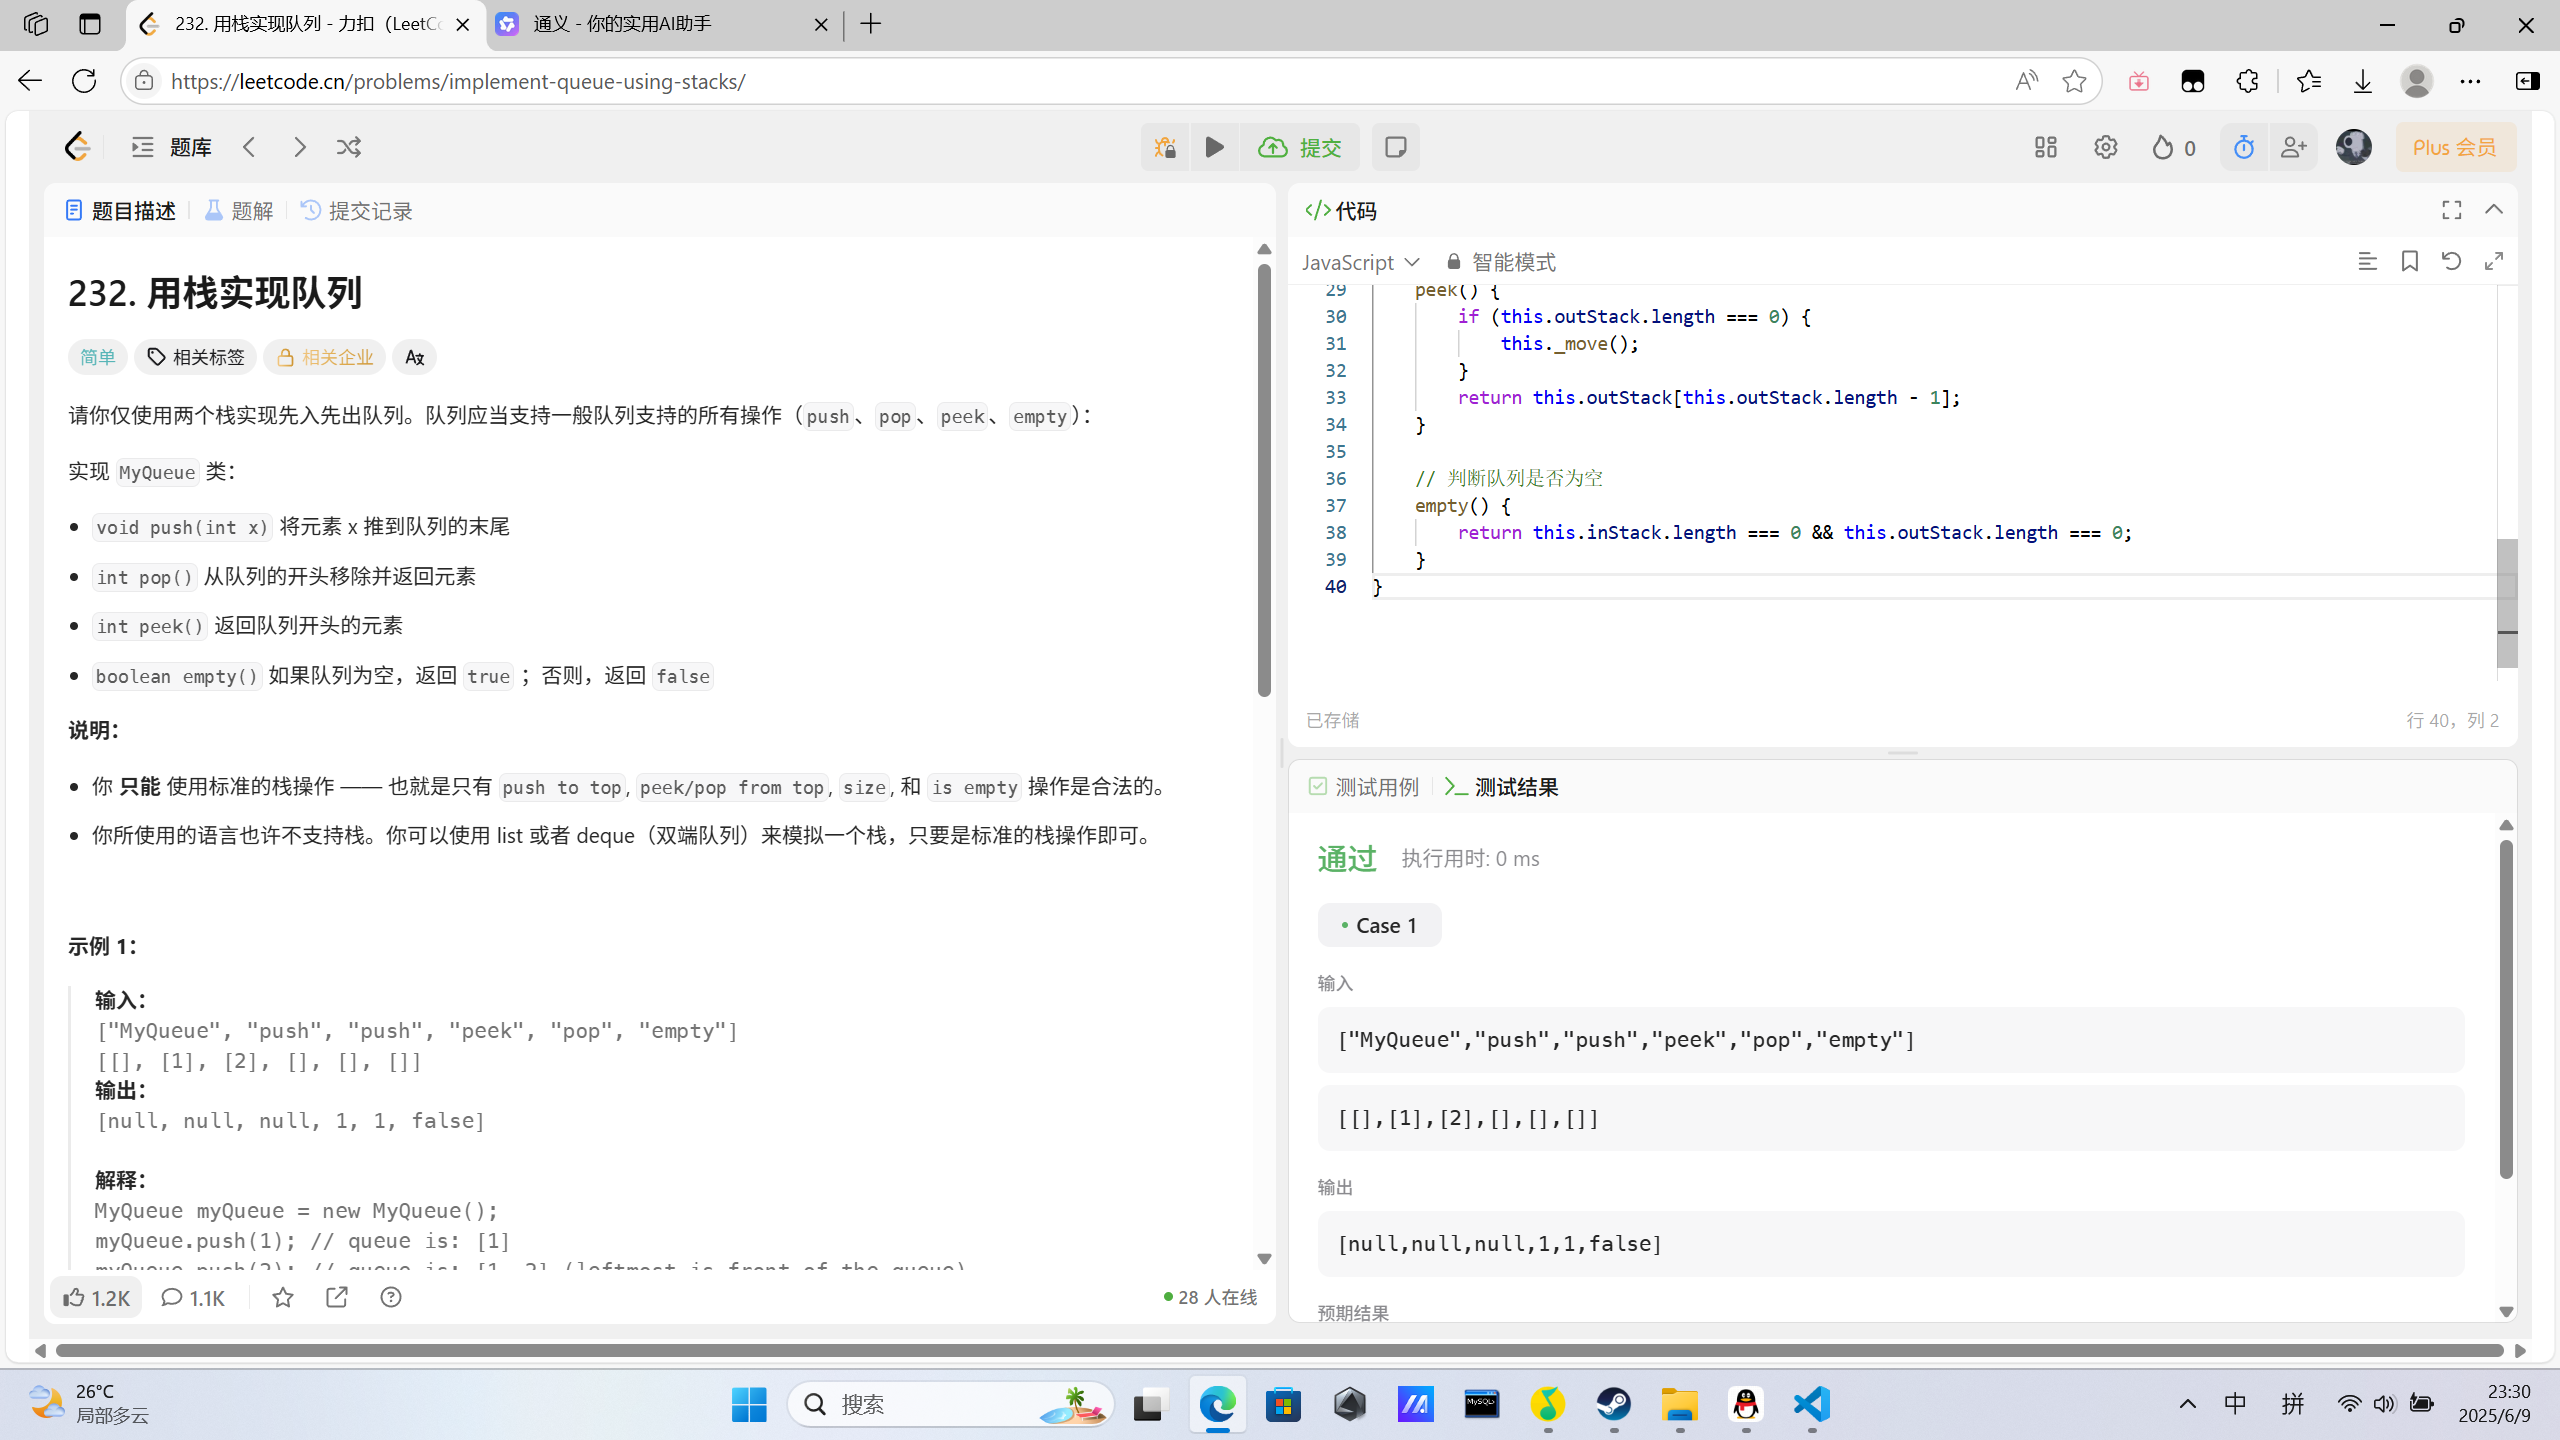 232. 用栈实现队列 - 力扣（LeetC
通义 - 你的实用AI助手
https://leetcode.cn/problems/implement-queue-using-stacks/
题库
提交
0
Plus 会员
题目描述
题解
提交记录
232. 用栈实现队列
简单
相关标签
相关企业
请你仅使用两个栈实现先入先出队列。队列应当支持一般队列支持的所有操作（push、pop、peek、empty）：
实现 MyQueue 类：
void push(int x) 将元素 x 推到队列的末尾
int pop() 从队列的开头移除并返回元素
int peek() 返回队列开头的元素
boolean empty() 如果队列为空，返回 true ；否则，返回 false
说明：
你 只能 使用标准的栈操作 —— 也就是只有 push to top, peek/pop from top, size, 和 is empty 操作是合法的。
你所使用的语言也许不支持栈。你可以使用 list 或者 deque（双端队列）来模拟一个栈，只要是标准的栈操作即可。
示例 1：
输入：
["MyQueue", "push", "push", "peek", "pop", "empty"]
[[], [1], [2], [], [], []]
输出：
[null, null, null, 1, 1, false]
解释：
MyQueue myQueue = new MyQueue();
myQueue.push(1); // queue is: [1]
myQueue.push(2); // queue is: [1, 2] (leftmost is front of the queue)
1.2K
1.1K
28 人在线
代码
JavaScript
智能模式
29 peek() {
30 if (this.outStack.length === 0) {
31 this._move();
32 }
33 return this.outStack[this.outStack.length - 1];
34 }
35
36 // 判断队列是否为空
37 empty() {
38 return this.inStack.length === 0 && this.outStack.length === 0;
39 }
40 }
已存储
行 40，列 2
测试用例
测试结果
通过
执行用时: 0 ms
Case 1
输入
["MyQueue","push","push","peek","pop","empty"]
[[],[1],[2],[],[],[]]
输出
[null,null,null,1,1,false]
预期结果
26°C
局部多云
搜索
MySQL
中
拼
23:30
2025/6/9